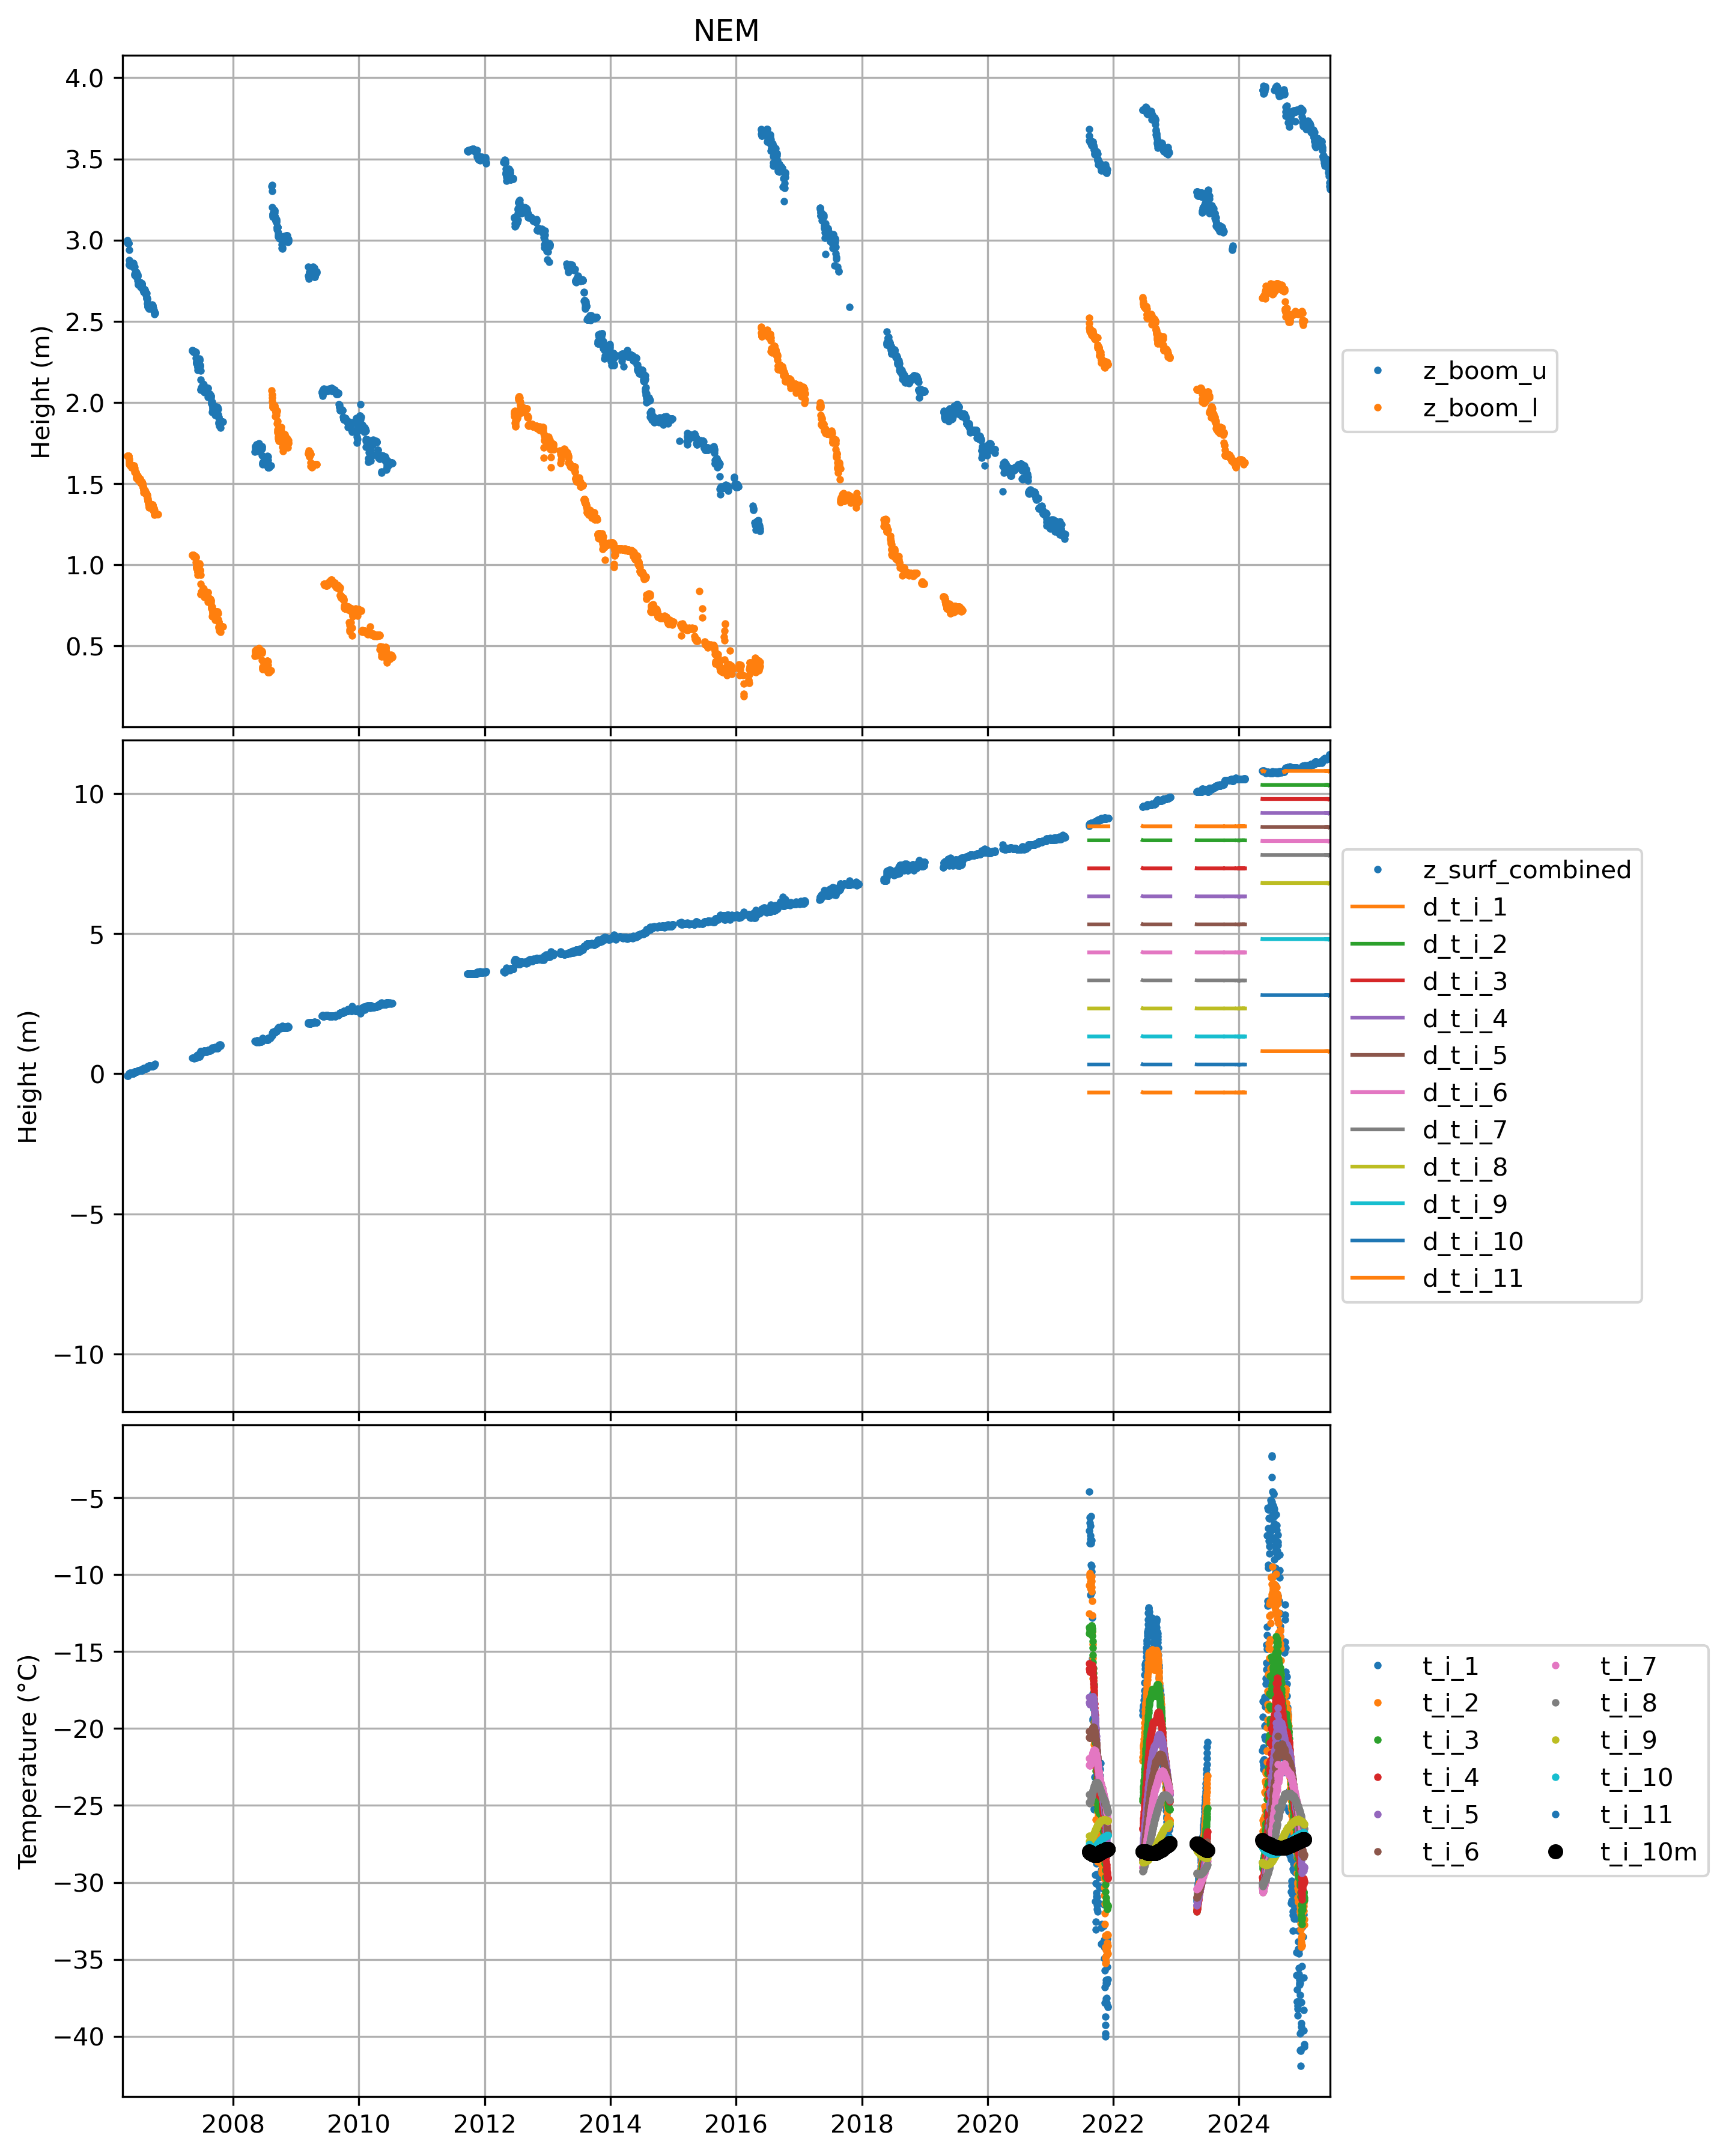 NEM
4.0
3.5
3.0
2.5
2.0
1.5
1.0
0.5
Height (m)
z_boom_u
z_boom_l
10
5
0
−5
−10
Height (m)
z_surf_combined
d_t_i_1
d_t_i_2
d_t_i_3
d_t_i_4
d_t_i_5
d_t_i_6
d_t_i_7
d_t_i_8
d_t_i_9
d_t_i_10
d_t_i_11
−5
−10
−15
−20
−25
−30
−35
−40
Temperature (°C)
t_i_1
t_i_2
t_i_3
t_i_4
t_i_5
t_i_6
t_i_7
t_i_8
t_i_9
t_i_10
t_i_11
t_i_10m
2008 2010 2012 2014 2016 2018 2020 2022 2024